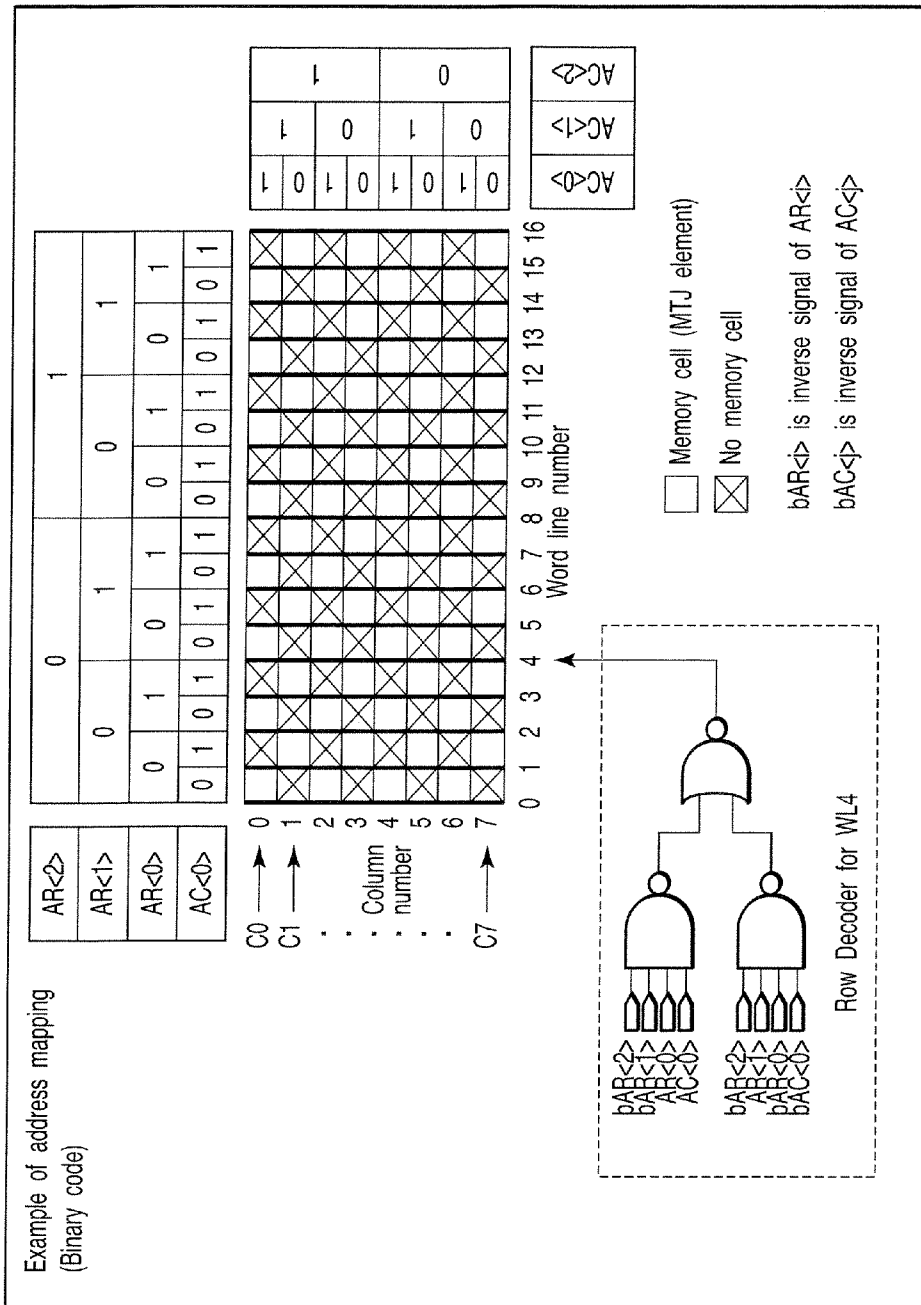 Example of address mapping
(Binary code)
AR<2> 0 1
AR<1> 0 1 0 1
AR<0> 0 1 0 1 0 1 0 1
AC<0> 0 1 0 1 0 1 0 1 0 1 0 1 0 1 0 1
C0 0
C1 1
2
3
4
5
6
C7 7
Column
number
0 1 2 3 4 5 6 7 8 9 10 11 12 13 14 15 16
Word line number
1 0 1 0 1 0 1 0 AC<0>
1 0 1 0 AC<1>
1 0 AC<2>
bAR<2>
bAR<1>
AR<0>
AC<0>
bAR<2>
AR<1>
bAR<0>
bAC<0>
Row Decoder for WL4
Memory cell (MTJ element)
No memory cell
bAR<i> is inverse signal of AR<i>
bAC<j> is inverse signal of AC<j>